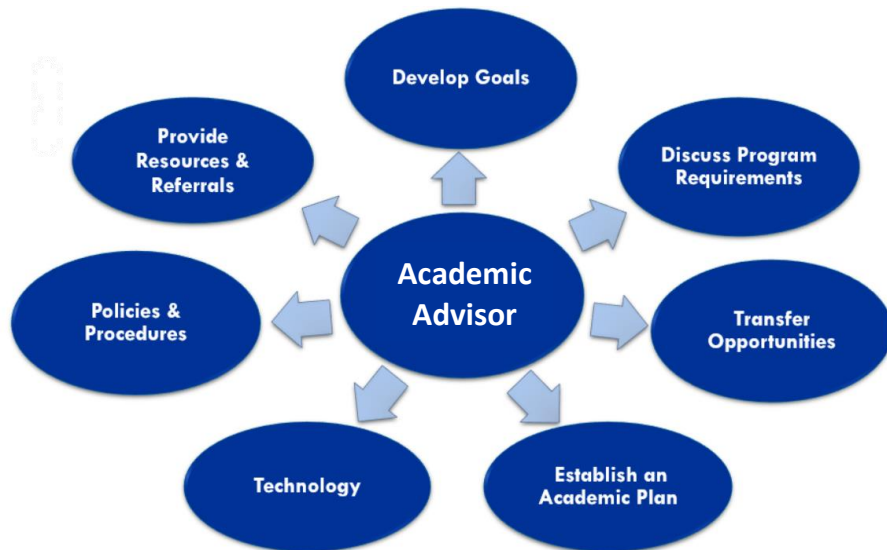 Develop Goals
Provide
Resources &
Referrals
Discuss Program
Requirements
Academic
Advisor
Policies &
Procedures
Transfer
Opportunities
Technology
Establish an
Academic Plan